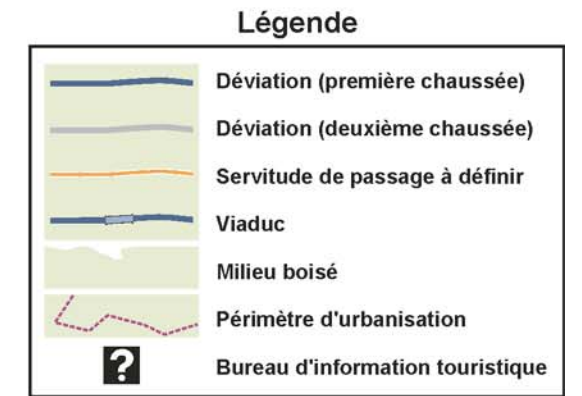 Légende
Déviation (première chaussée)
Déviation (deuxième chaussée)
Servitude de passage à définir
Viaduc
Milieu boisé
Périmètre d'urbanisation
?
Bureau d'information touristique